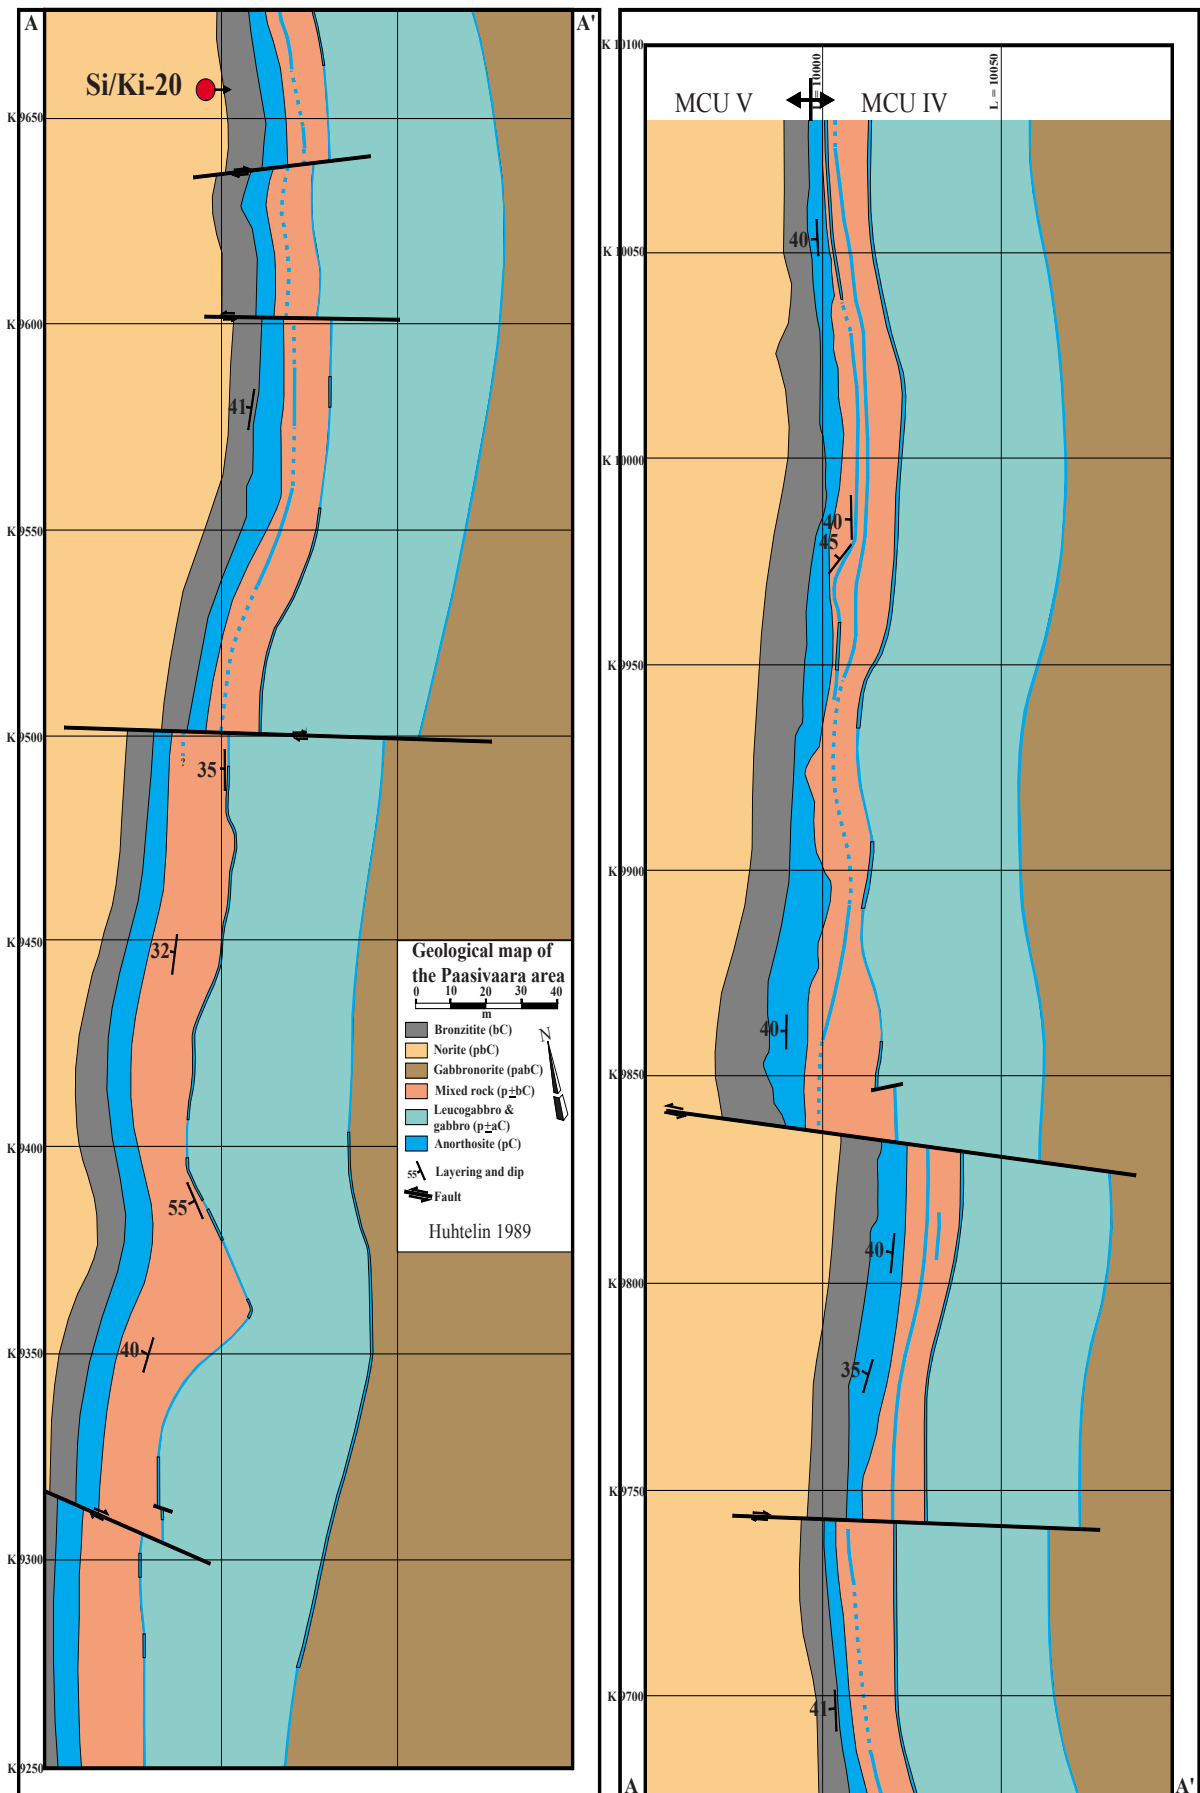 A
A'
Si/Ki-20
K 9650
K 9600
41
K 9550
K 9500
35
K 9450
32
K 9400
55
K 9350
40
K 9300
K 9250
Geological map of
the Paasivaara area
0 10 20 30 40
m
Bronzitite (bC)
Norite (pbC)
Gabbronorite (pabC)
Mixed rock (p±bC)
Leucogabbro &
gabbro (p±aC)
Anorthosite (pC)
55 Layering and dip
Fault
N
Huhtelin 1989
K 10100
L = 10000
L = 10050
MCU V
MCU IV
40
K 10050
K 10000
40
45
K 9950
K 9900
40
K 9850
40
K 9800
35
K 9750
K 9700
41
A
A'